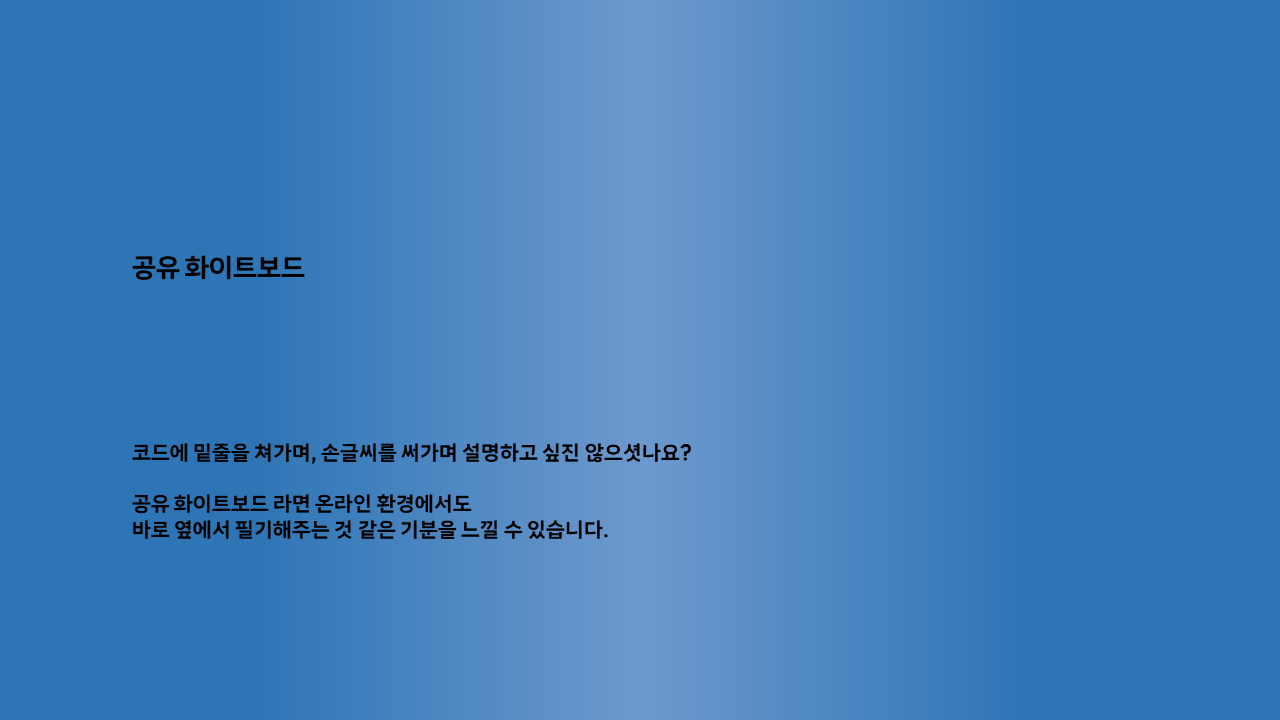 공유 화이트보드
코드에 밑줄을 쳐가며, 손글씨를 써가며 설명하고 싶진 않으셧나요?
공유 화이트보드 라면 온라인 환경에서도
바로 옆에서 필기해주는 것 같은 기분을 느낄 수 있습니다.